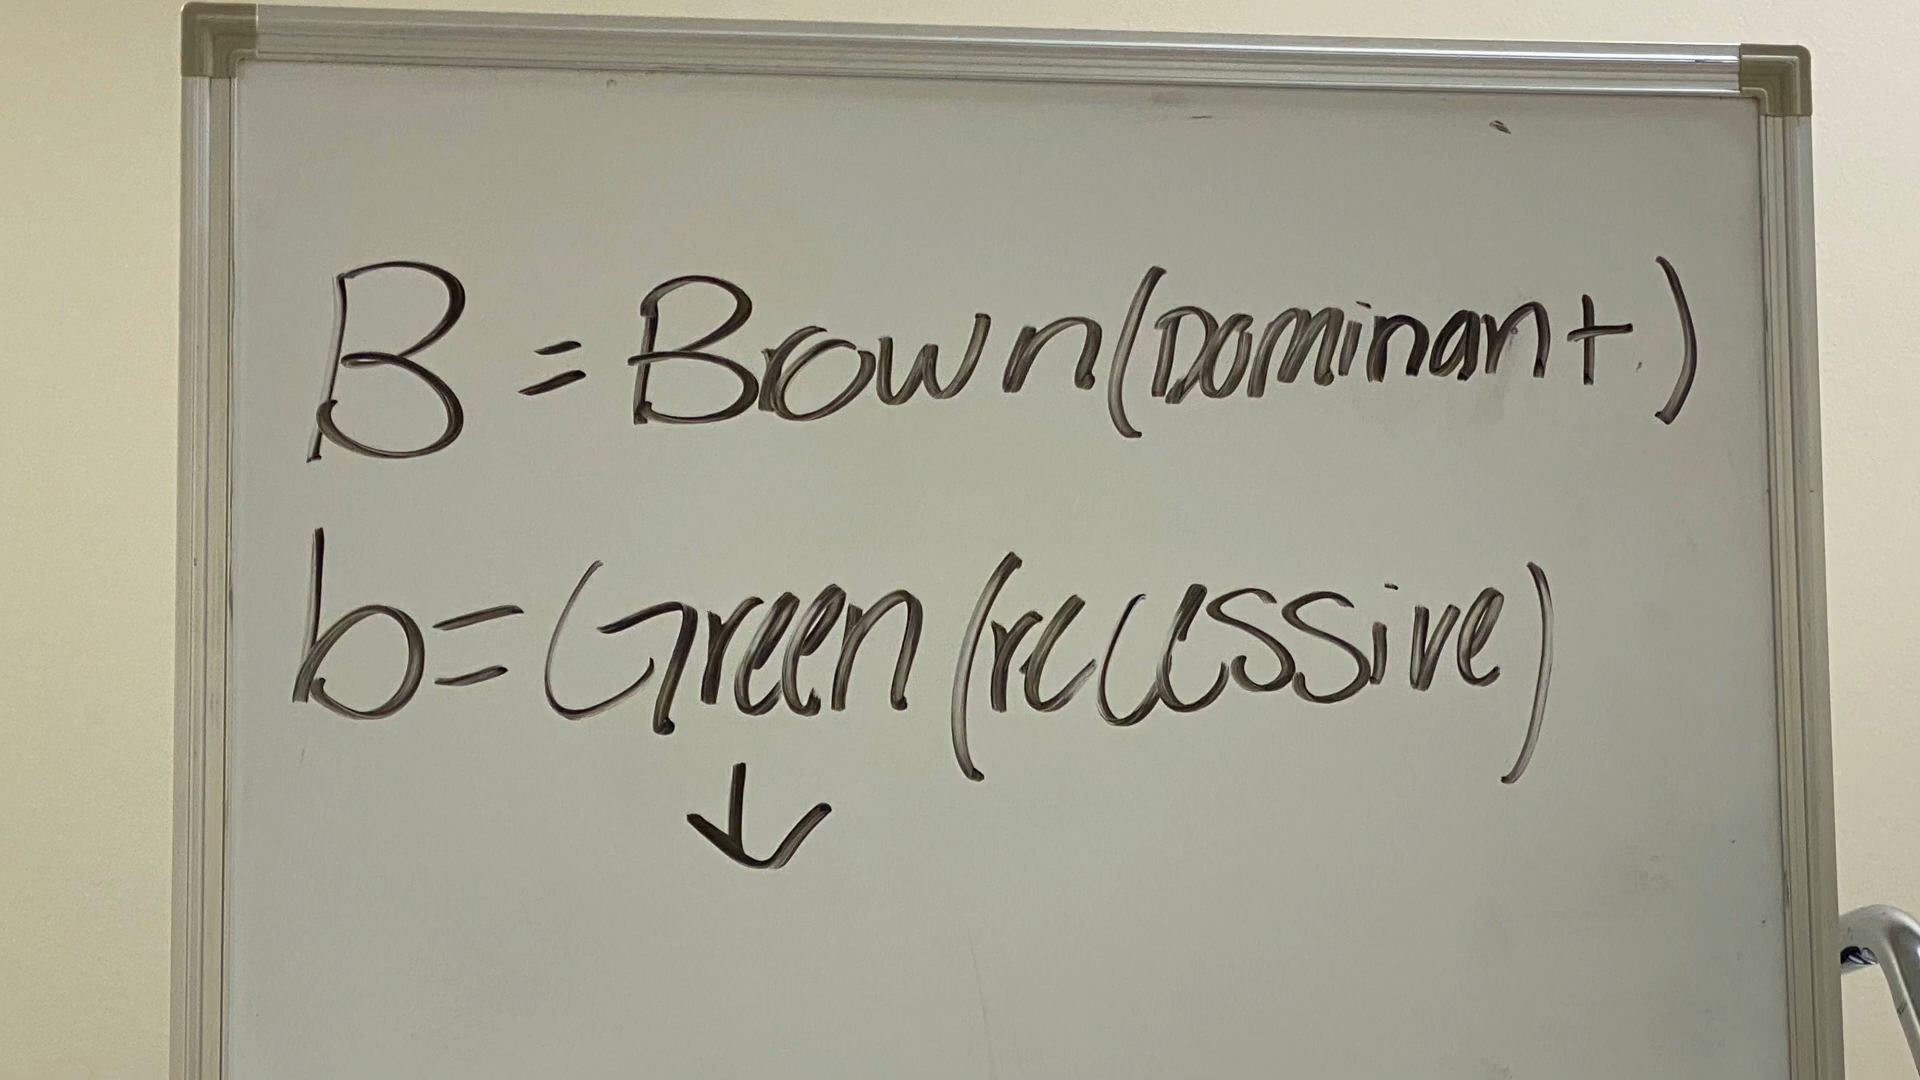 B = Brown (Dominant)
b = Green (recessive)
↓